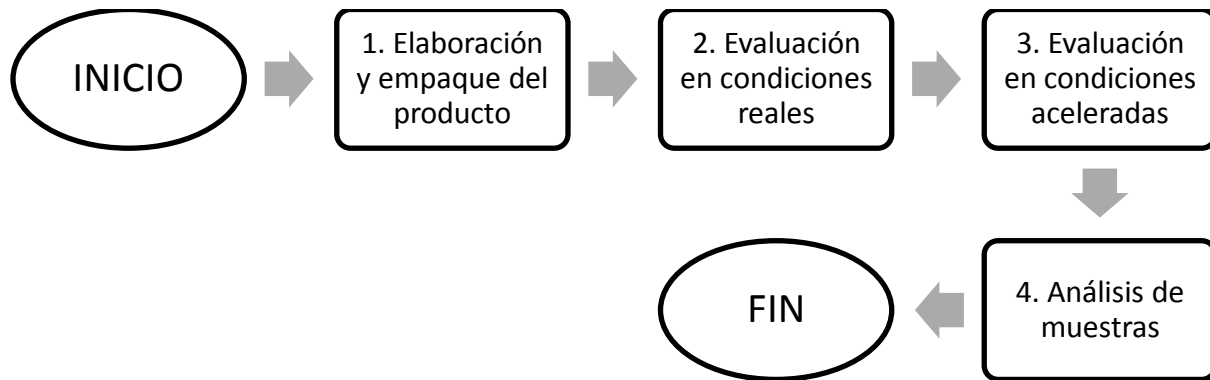 INICIO
1. Elaboración
y empaque del
producto
2. Evaluación
en condiciones
reales
3. Evaluación
en condiciones
aceleradas
4. Análisis de
muestras
FIN